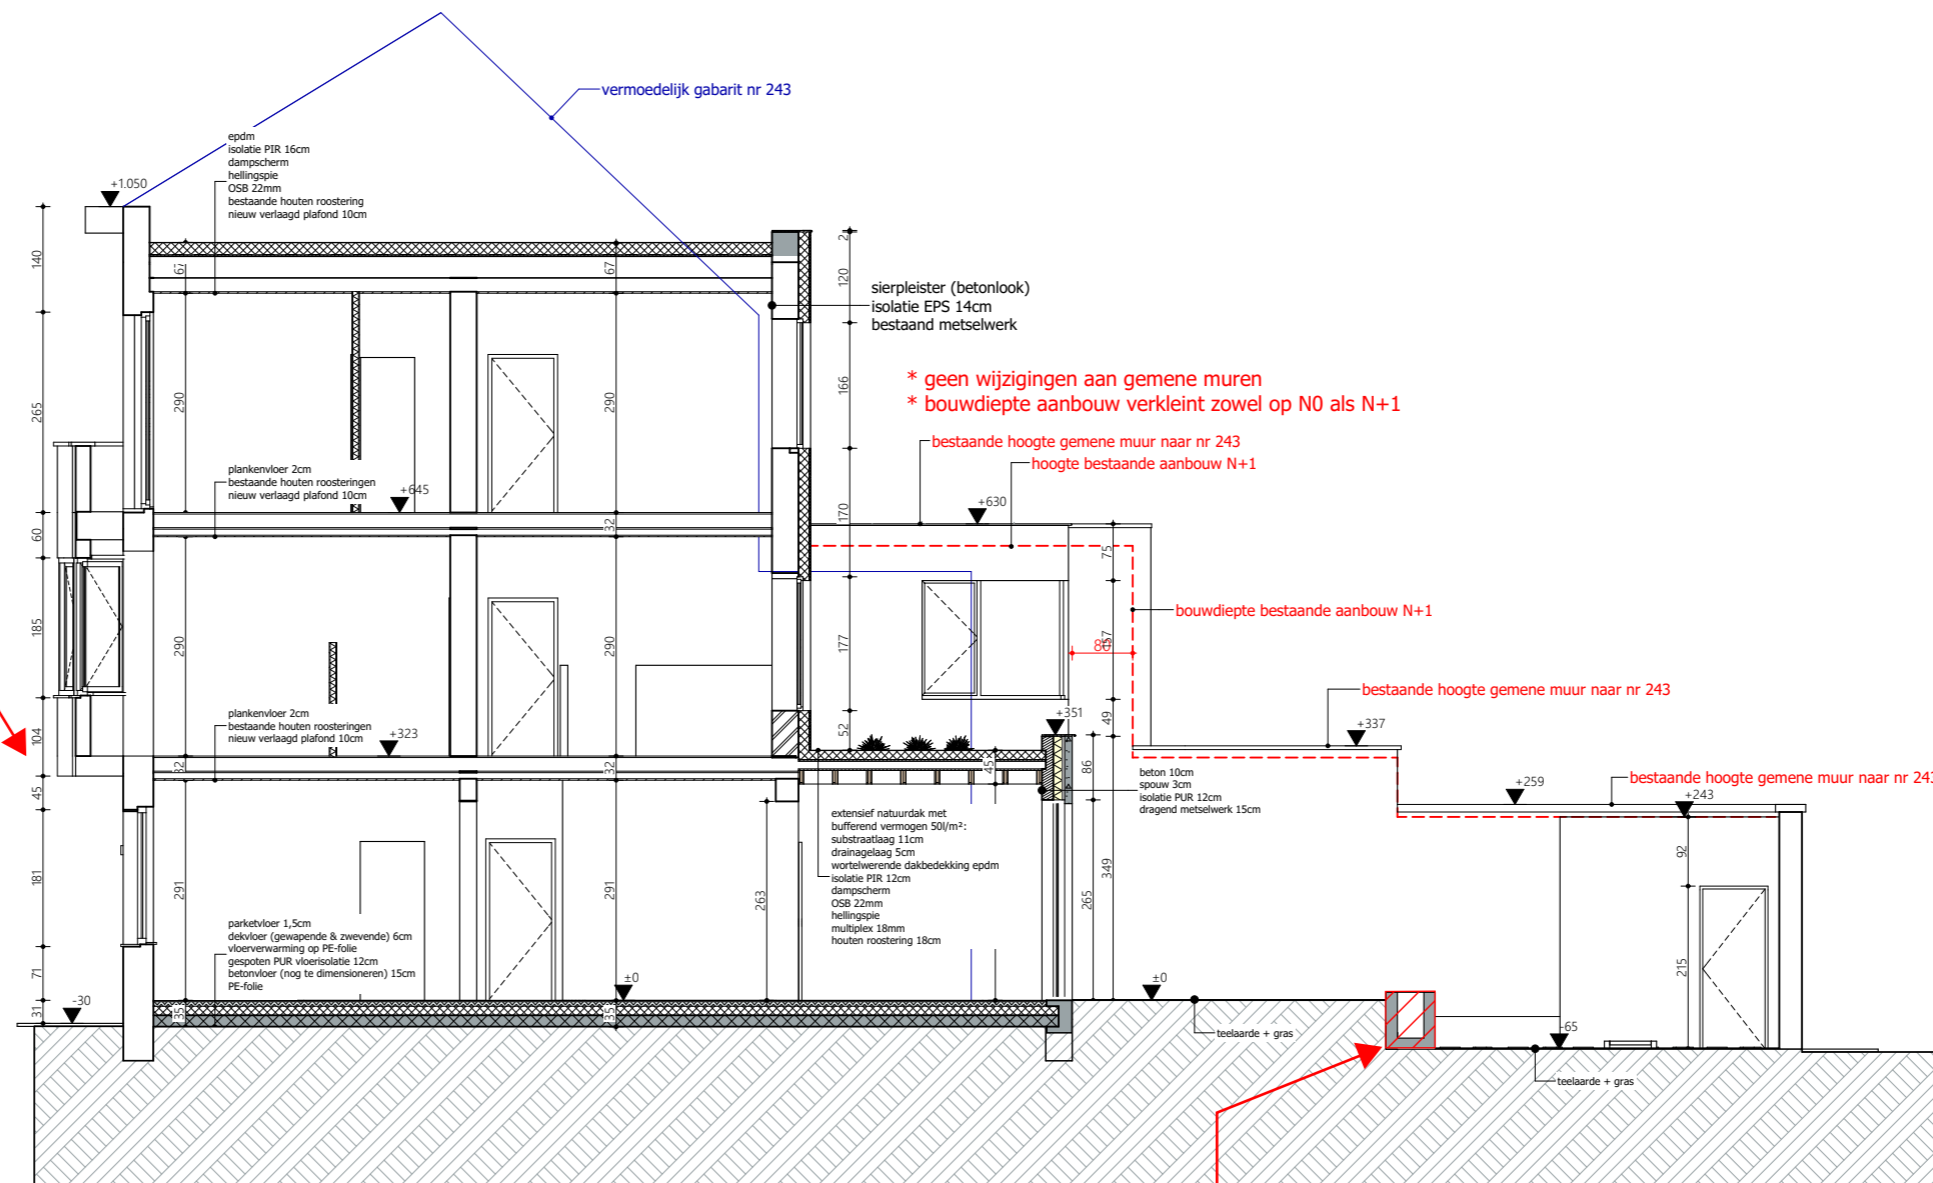 vermoedelijk gabarit nr 243
epdm
isolatie PIR 16cm
dampscherm
hellingspie
OSB 22mm
bestaande houten roostering
nieuw verlaagd plafond 10cm
+1.050
140
67
67
2
120
sierpleister (betonlook)
isolatie EPS 14cm
bestaand metselwerk
* geen wijzigingen aan gemene muren
* bouwdiepte aanbouw verkleint zowel op N0 als N+1
265
290
290
166
bestaande hoogte gemene muur naar nr 243
hoogte bestaande aanbouw N+1
plankenvloer 2cm
bestaande houten roosteringen
nieuw verlaagd plafond 10cm
+645
+630
170
60
32
75
bouwdiepte bestaande aanbouw N+1
185
290
290
177
157
bestaande hoogte gemene muur naar nr 243
plankenvloer 2cm
bestaande houten roosteringen
nieuw verlaagd plafond 10cm
+323
+351
+337
104
52
49
32
32
45
86
45
beton 10cm
spouw 3cm
isolatie PUR 12cm
dragend metselwerk 15cm
+259
bestaande hoogte gemene muur naar nr 243
+243
extensief natuurdak met
bufferend vermogen 50l/m²:
substraatlaag 11cm
drainagelaag 5cm
wortelwerende dakbedekking epdm
isolatie PIR 12cm
dampscherm
OSB 22mm
hellingspie
multiplex 18mm
houten roostering 18cm
181
291
291
263
265
349
92
215
parketvloer 1,5cm
dekvloer (gewapende & zwevende) 6cm
vloerverwarming op PE-folie
gespoten PUR vloerisolatie 12cm
betonvloer (nog te dimensioneren) 15cm
PE-folie
71
31
-30
±0
±0
35
35
-65
teelaarde + gras
teelaarde + gras